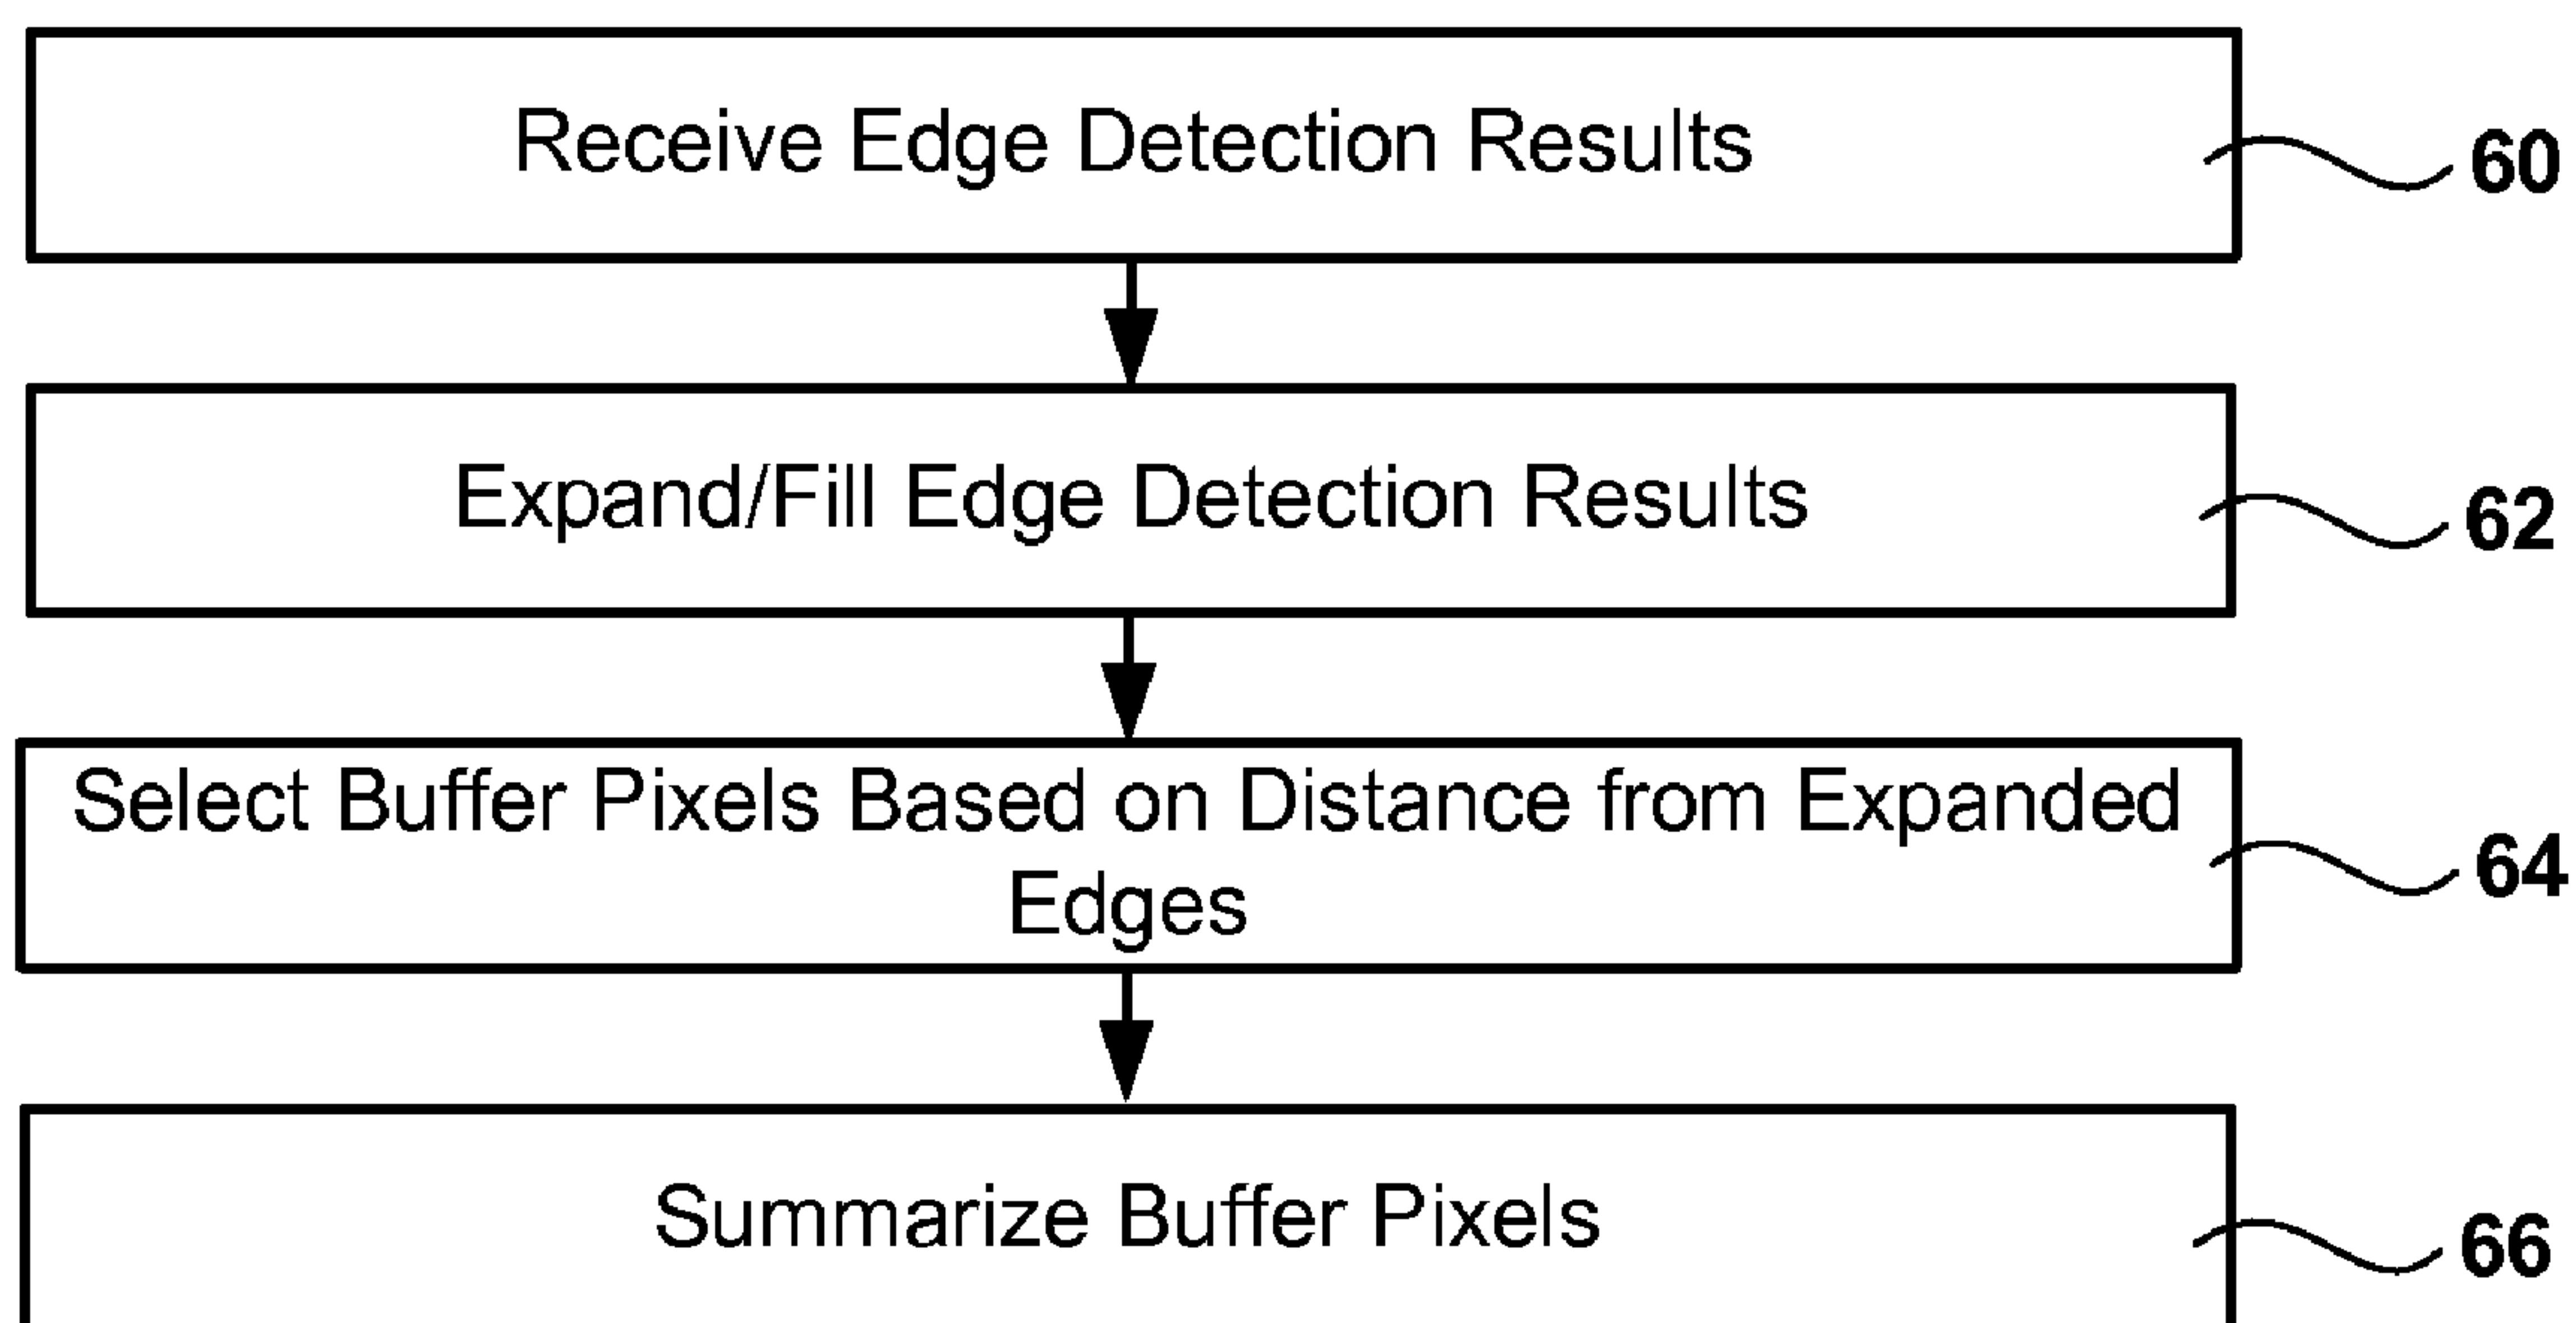 Receive Edge Detection Results
60
Expand/Fill Edge Detection Results
62
Select Buffer Pixels Based on Distance from Expanded
Edges
64
Summarize Buffer Pixels
66